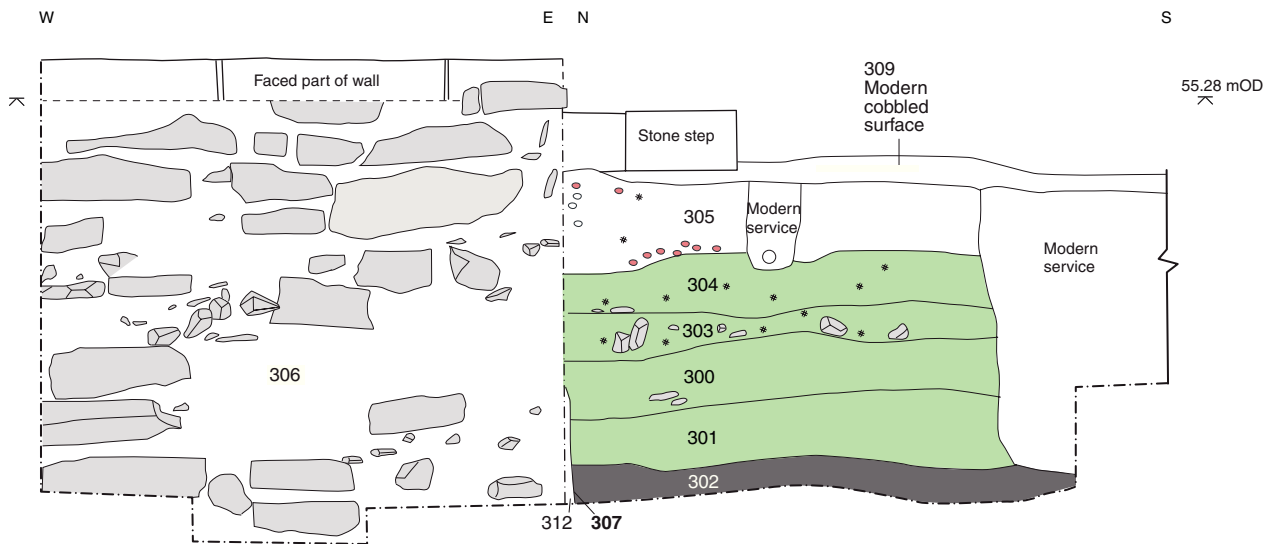 W E N S
309
Modern
cobbled
surface
55.28 mOD
Faced part of wall
Stone step
305
Modern
service
Modern
service
304
303
306
300
301
302
312 307